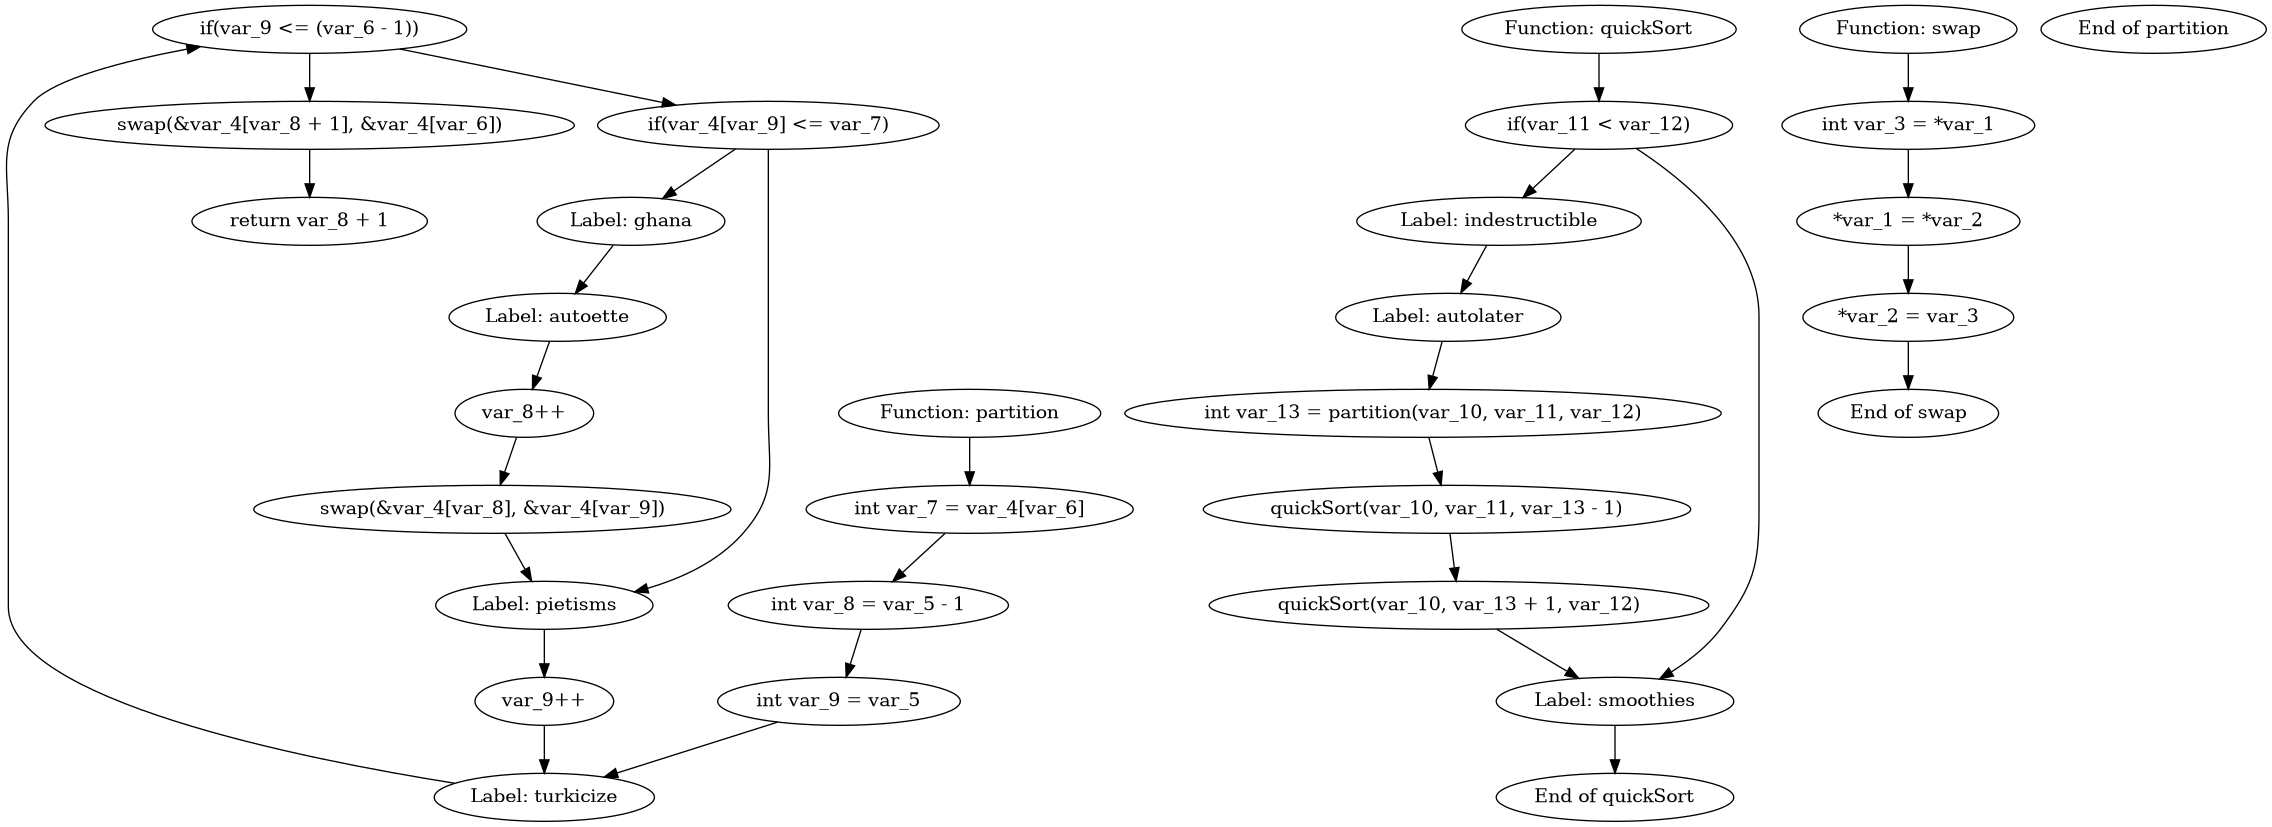 if(var_9 <= (var_6 - 1))
Function: quickSort
Function: swap
End of partition
swap(&var_4[var_8 + 1], &var_4[var_6])
if(var_4[var_9] <= var_7)
if(var_11 < var_12)
int var_3 = *var_1
return var_8 + 1
Label: ghana
Label: indestructible
*var_1 = *var_2
Label: autoette
Label: autolater
*var_2 = var_3
var_8++
Function: partition
int var_13 = partition(var_10, var_11, var_12)
End of swap
swap(&var_4[var_8], &var_4[var_9])
int var_7 = var_4[var_6]
quickSort(var_10, var_11, var_13 - 1)
Label: pietisms
int var_8 = var_5 - 1
quickSort(var_10, var_13 + 1, var_12)
var_9++
int var_9 = var_5
Label: smoothies
Label: turkicize
End of quickSort